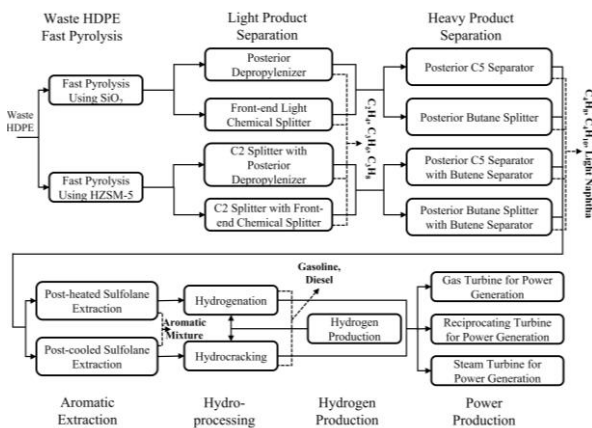 Waste HDPE
Fast Pyrolysis
Light Product
Separation
Heavy Product
Separation
Waste
HDPE
Fast Pyrolysis
Using SiO₂
Fast Pyrolysis
Using HZSM-5
Posterior
Depropylenizer
Front-end Light
Chemical Splitter
C2 Splitter with
Posterior
Depropylenizer
C2 Splitter with Front-
end Chemical Splitter
C₂H₄, C₃H₆, C₃H₈
Posterior C5 Separator
Posterior Butane Splitter
Posterior C5 Separator
with Butene Separator
Posterior Butane Splitter
with Butene Separator
C₄H₈, C₄H₁₀, Light Naphtha
Post-heated Sulfolane
Extraction
Post-cooled Sulfolane
Extraction
Aromatic
Mixture
Hydrogenation
Hydrocracking
Gasoline,
Diesel
Hydrogen
Production
Gas Turbine for Power
Generation
Reciprocating Turbine
for Power Generation
Steam Turbine for
Power Generation
Aromatic
Extraction
Hydro-
processing
Hydrogen
Production
Power
Production